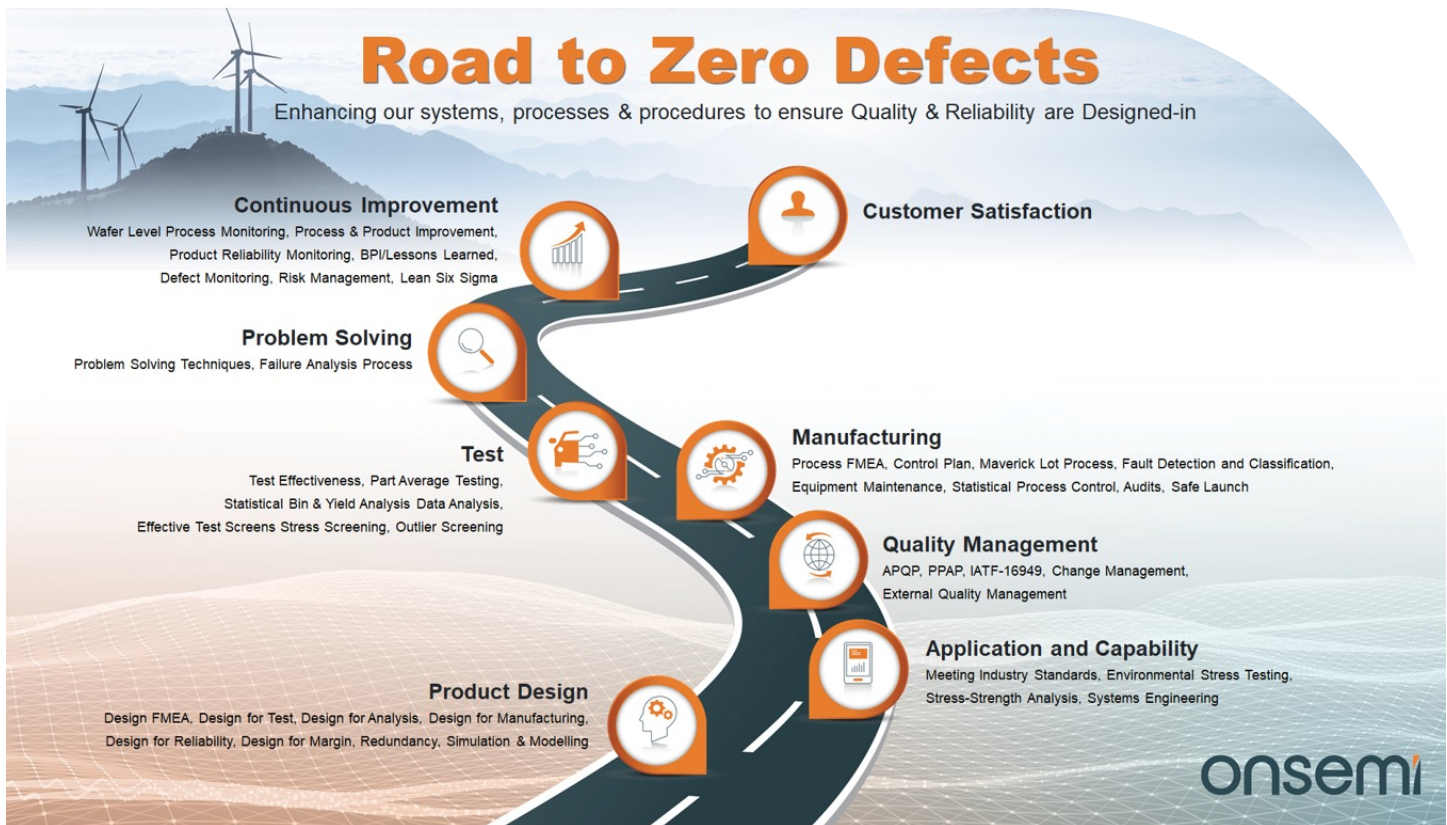 Road to Zero Defects
Enhancing our systems, processes & procedures to ensure Quality & Reliability are Designed-in
Continuous Improvement
Wafer Level Process Monitoring, Process & Product Improvement,
Product Reliability Monitoring, BPI/Lessons Learned,
Defect Monitoring, Risk Management, Lean Six Sigma
Customer Satisfaction
Problem Solving
Problem Solving Techniques, Failure Analysis Process
Test
Test Effectiveness, Part Average Testing,
Statistical Bin & Yield Analysis Data Analysis,
Effective Test Screens Stress Screening, Outlier Screening
Manufacturing
Process FMEA, Control Plan, Maverick Lot Process, Fault Detection and Classification,
Equipment Maintenance, Statistical Process Control, Audits, Safe Launch
Quality Management
APQP, PPAP, IATF-16949, Change Management,
External Quality Management
Application and Capability
Meeting Industry Standards, Environmental Stress Testing,
Stress-Strength Analysis, Systems Engineering
Product Design
Design FMEA, Design for Test, Design for Analysis, Design for Manufacturing,
Design for Reliability, Design for Margin, Redundancy, Simulation & Modelling
onsemi